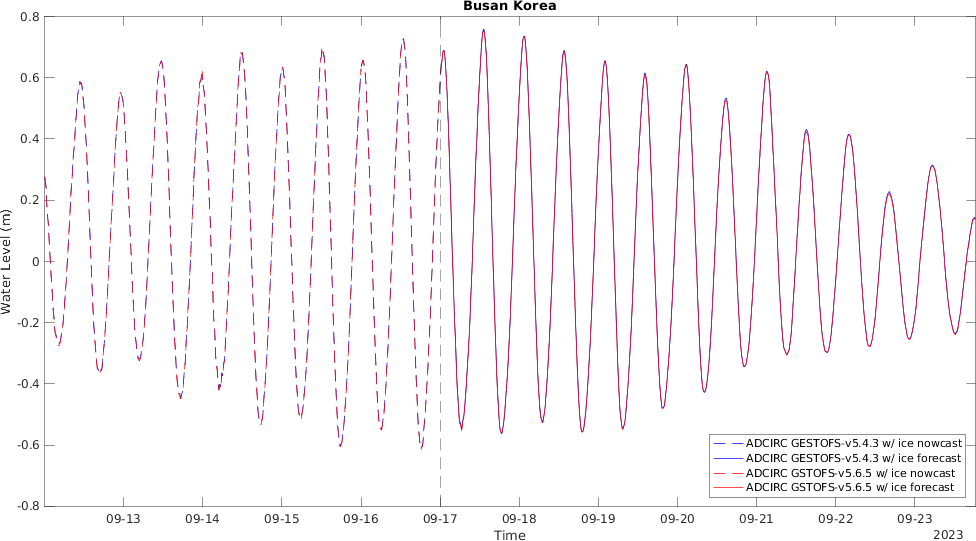 Busan Korea
0.8
0.6
0.4
0.2
0
-0.2
-0.4
-0.6
-0.8
Water Level (m)
ADCIRC GESTOFS-v5.4.3 w/ ice nowcast
ADCIRC GESTOFS-v5.4.3 w/ ice forecast
ADCIRC GSTOFS-v5.6.5 w/ ice nowcast
ADCIRC GSTOFS-v5.6.5 w/ ice forecast
09-13 09-14 09-15 09-16 09-17 09-18 09-19 09-20 09-21 09-22 09-23
Time
2023